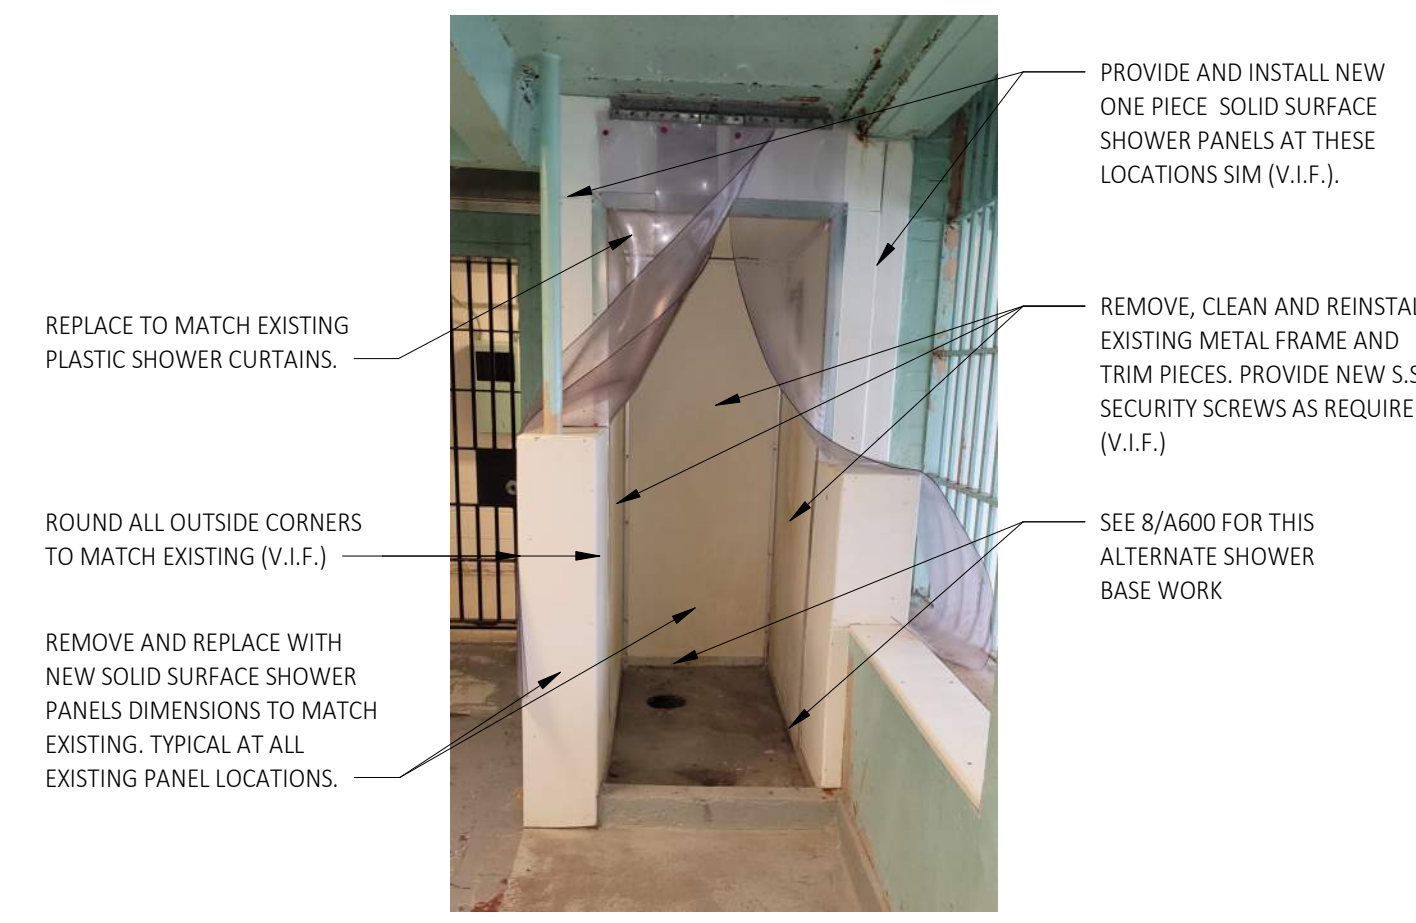 REPLACE TO MATCH EXISTING
PLASTIC SHOWER CURTAINS.
ROUND ALL OUTSIDE CORNERS
TO MATCH EXISTING (V.I.F.)
REMOVE AND REPLACE WITH
NEW SOLID SURFACE SHOWER
PANELS DIMENSIONS TO MATCH
EXISTING. TYPICAL AT ALL
EXISTING PANEL LOCATIONS.
PROVIDE AND INSTALL NEW
ONE PIECE SOLID SURFACE
SHOWER PANELS AT THESE
LOCATIONS SIM (V.I.F.).
REMOVE, CLEAN AND
EXISTING METAL FRAME AND
TRIM PIECES. PROVIDE NEW
SECURITY SCREWS AS
(V.I.F.)
SEE 8/A600 FOR THIS
ALTERNATE SHOWER
BASE WORK